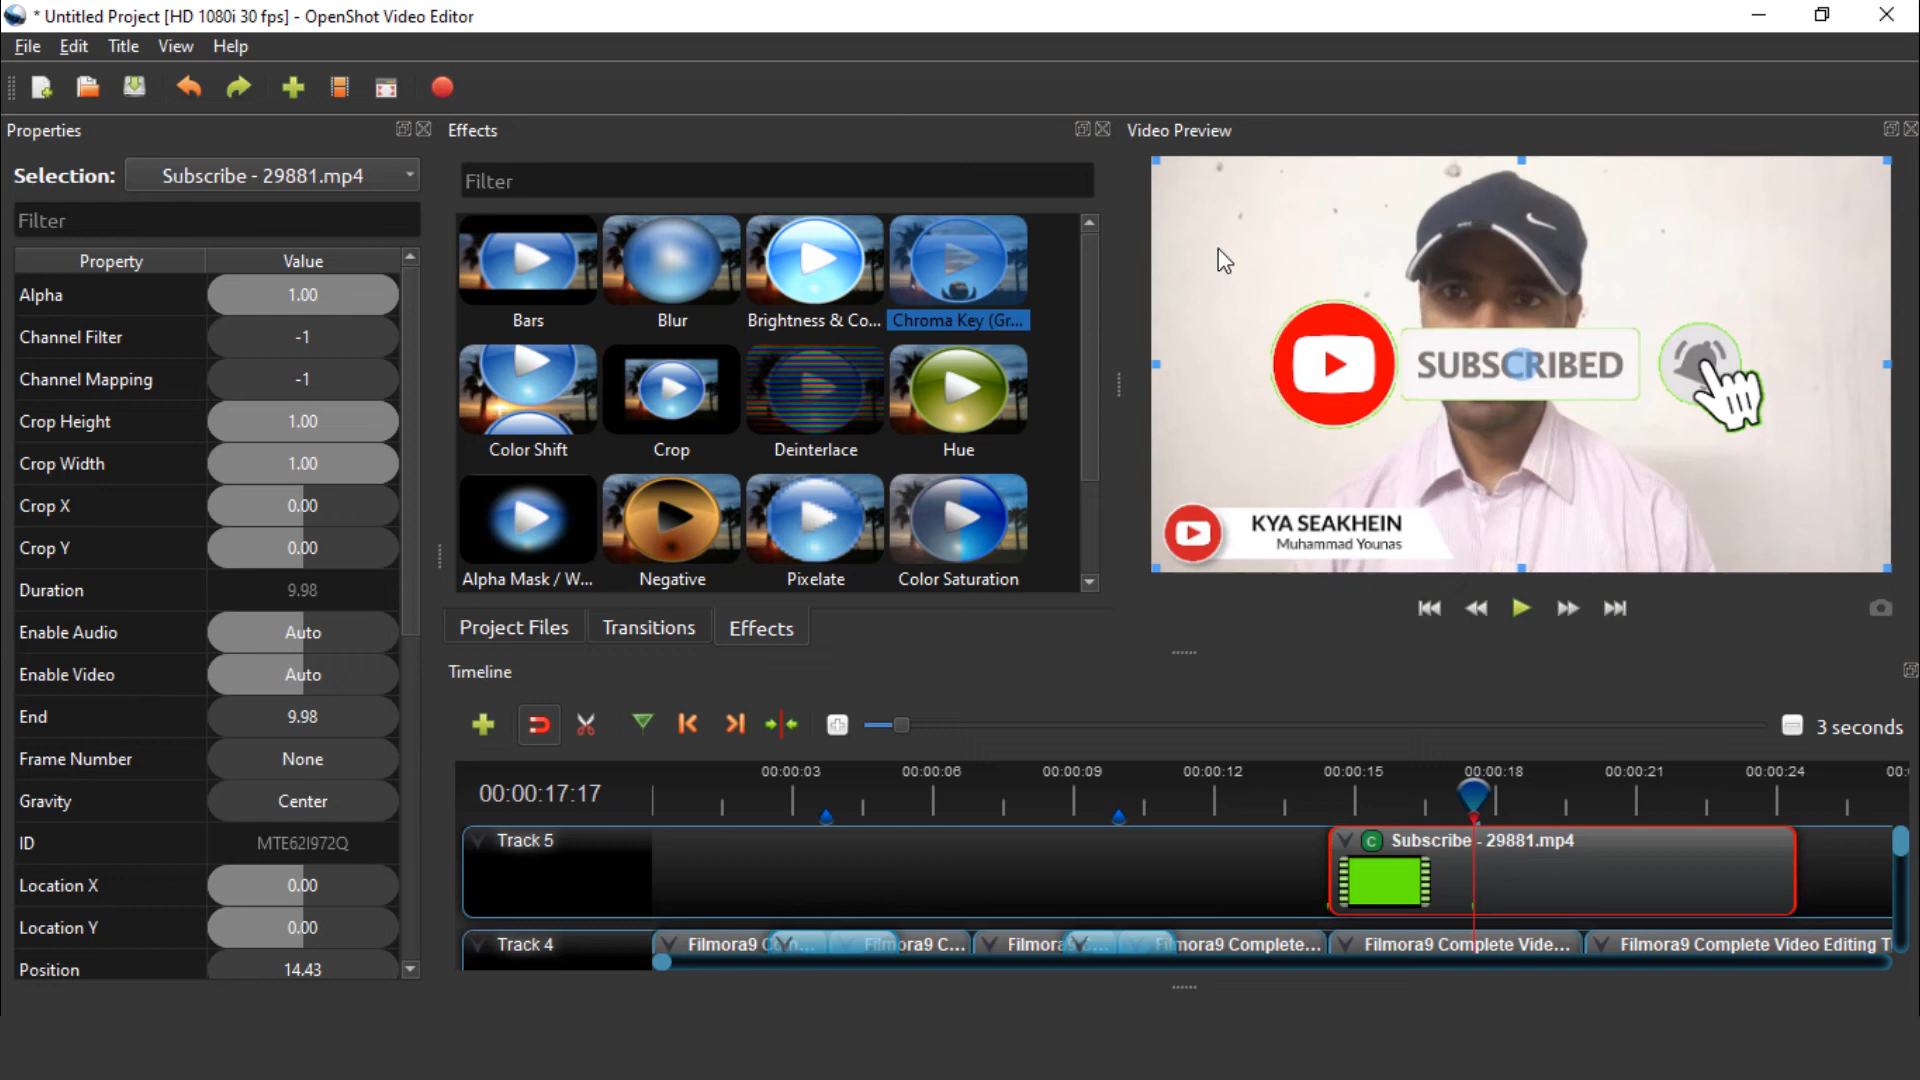 * Untitled Project [HD 1080i 30 fps] - OpenShot Video Editor
File Edit Title View Help
Properties
Selection: Subscribe - 29881.mp4
Filter
Property Value
Alpha 1.00
Channel Filter -1
Channel Mapping -1
Crop Height 1.00
Crop Width 1.00
Crop X 0.00
Crop Y 0.00
Duration 9.98
Enable Audio Auto
Enable Video Auto
End 9.98
Frame Number None
Gravity Center
ID MTE62I972Q
Location X 0.00
Location Y 0.00
Position 14.43
Effects
Filter
Bars Blur Brightness & Co... Chroma Key (Gr...
Color Shift Crop Deinterlace Hue
Alpha Mask / W... Negative Pixelate Color Saturation
Project Files Transitions Effects
Video Preview
SUBSCRIBED
KYA SEAKHEIN
Muhammad Younas
Timeline
3 seconds
00:00:17:17
00:00:03 00:00:06 00:00:09 00:00:12 00:00:15 00:00:18 00:00:21 00:00:24 00:
Track 5
C Subscribe - 29881.mp4
Track 4
Filmora9 C... Filmora9 Complete... Filmora9 Complete Vide... Filmora9 Complete Video Editing T